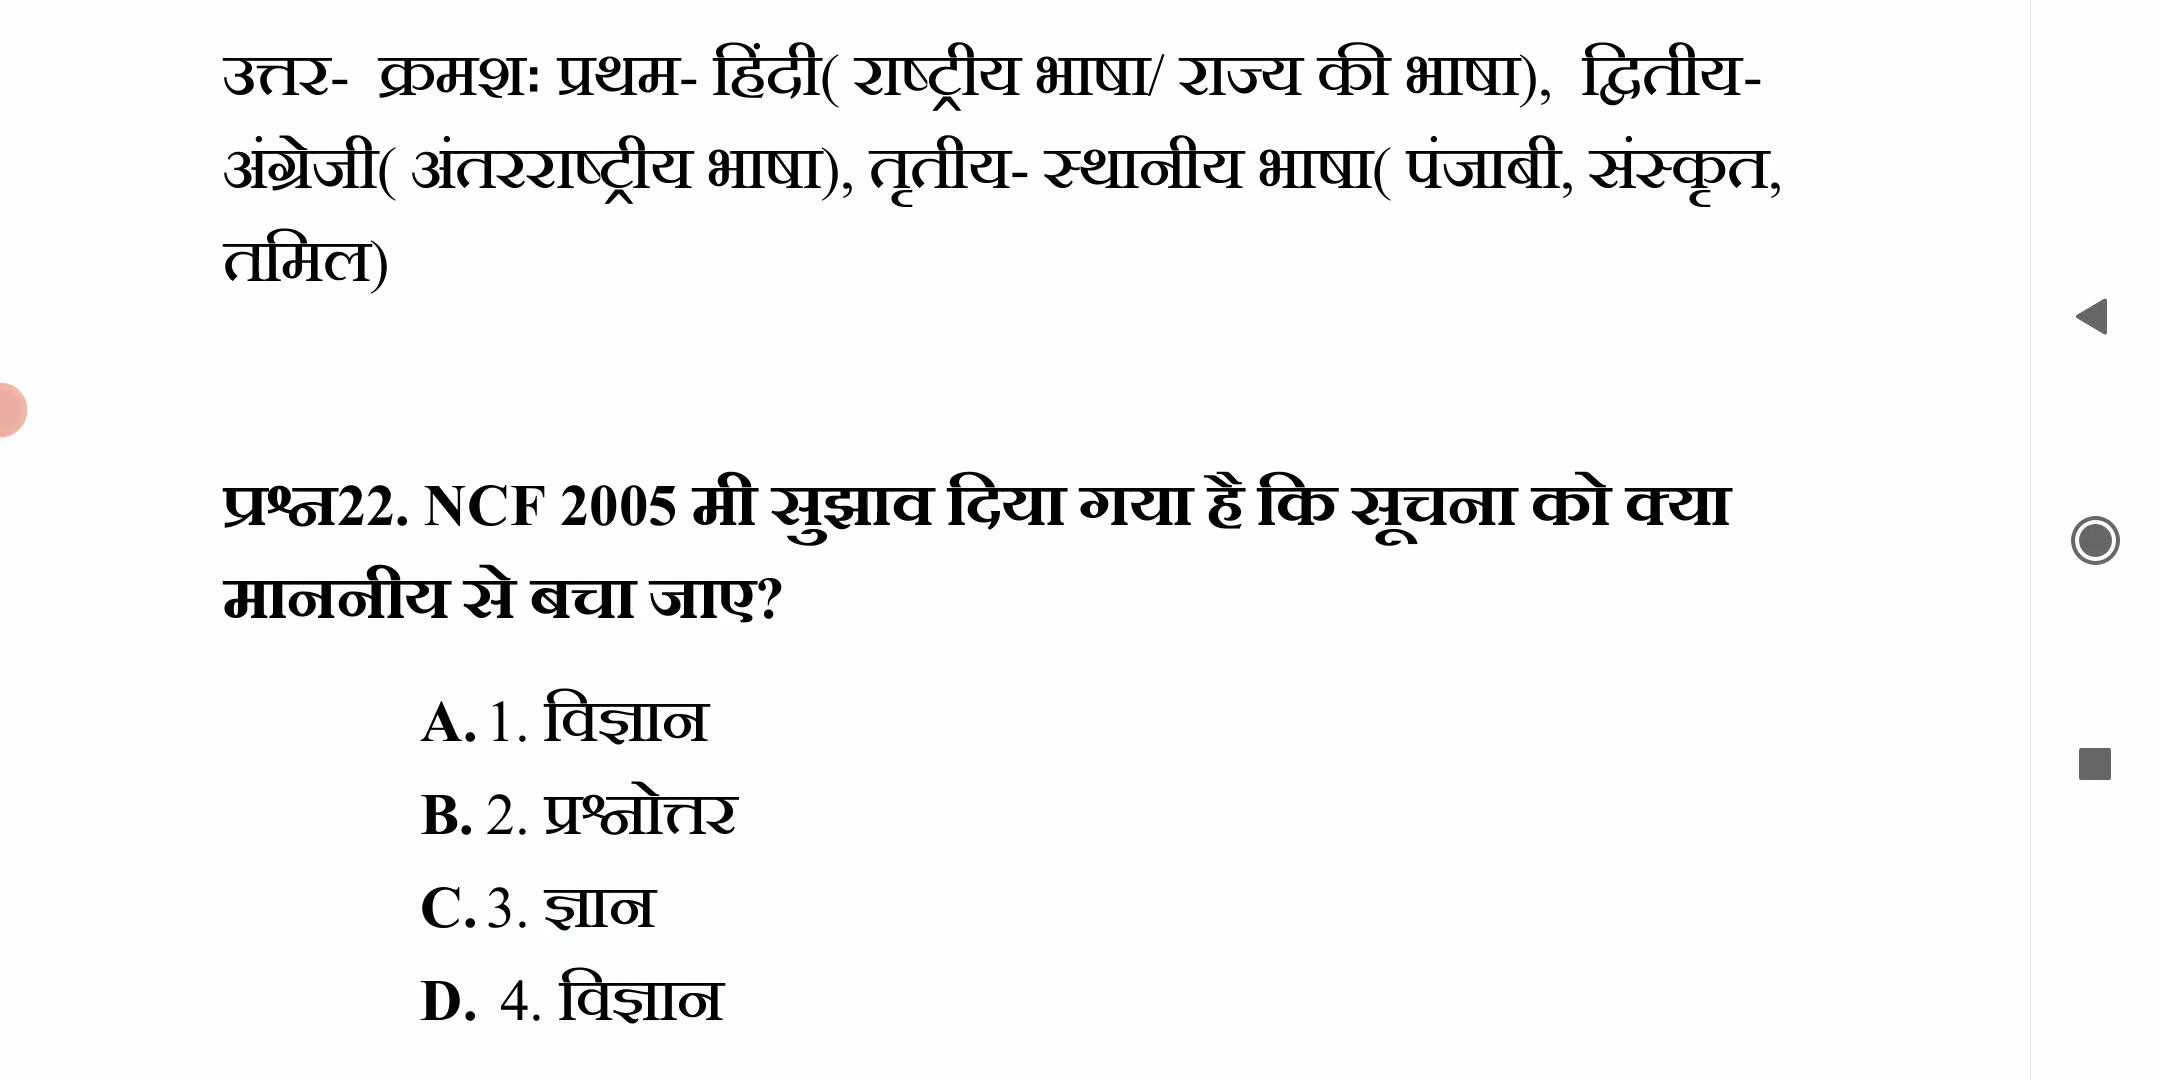 उत्तर- क्रमशः प्रथम- हिंदी( राष्ट्रीय भाषा/ राज्य की भाषा), द्वितीय-
अंग्रेजी( अंतरराष्ट्रीय भाषा), तृतीय- स्थानीय भाषा( पंजाबी, संस्कृत,
तमिल)
प्रश्न22. NCF 2005 मी सुझाव दिया गया है कि सूचना को क्या
माननीय से बचा जाए?
A. 1. विज्ञान
B. 2. प्रश्नोत्तर
C. 3. ज्ञान
D. 4. विज्ञान